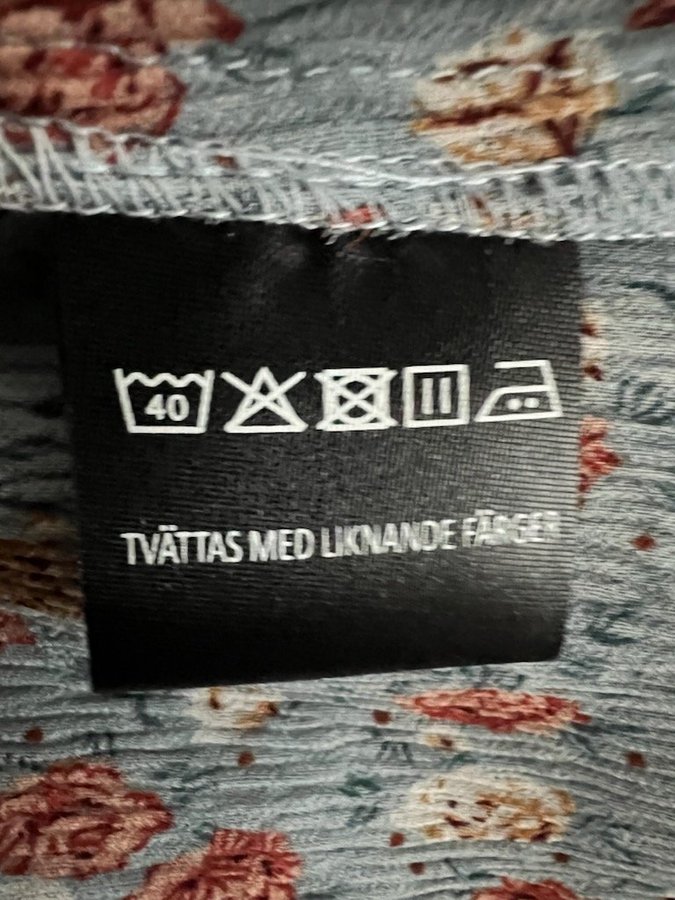 40
TVÄTTAS MED LIKNANDE FÄRGER